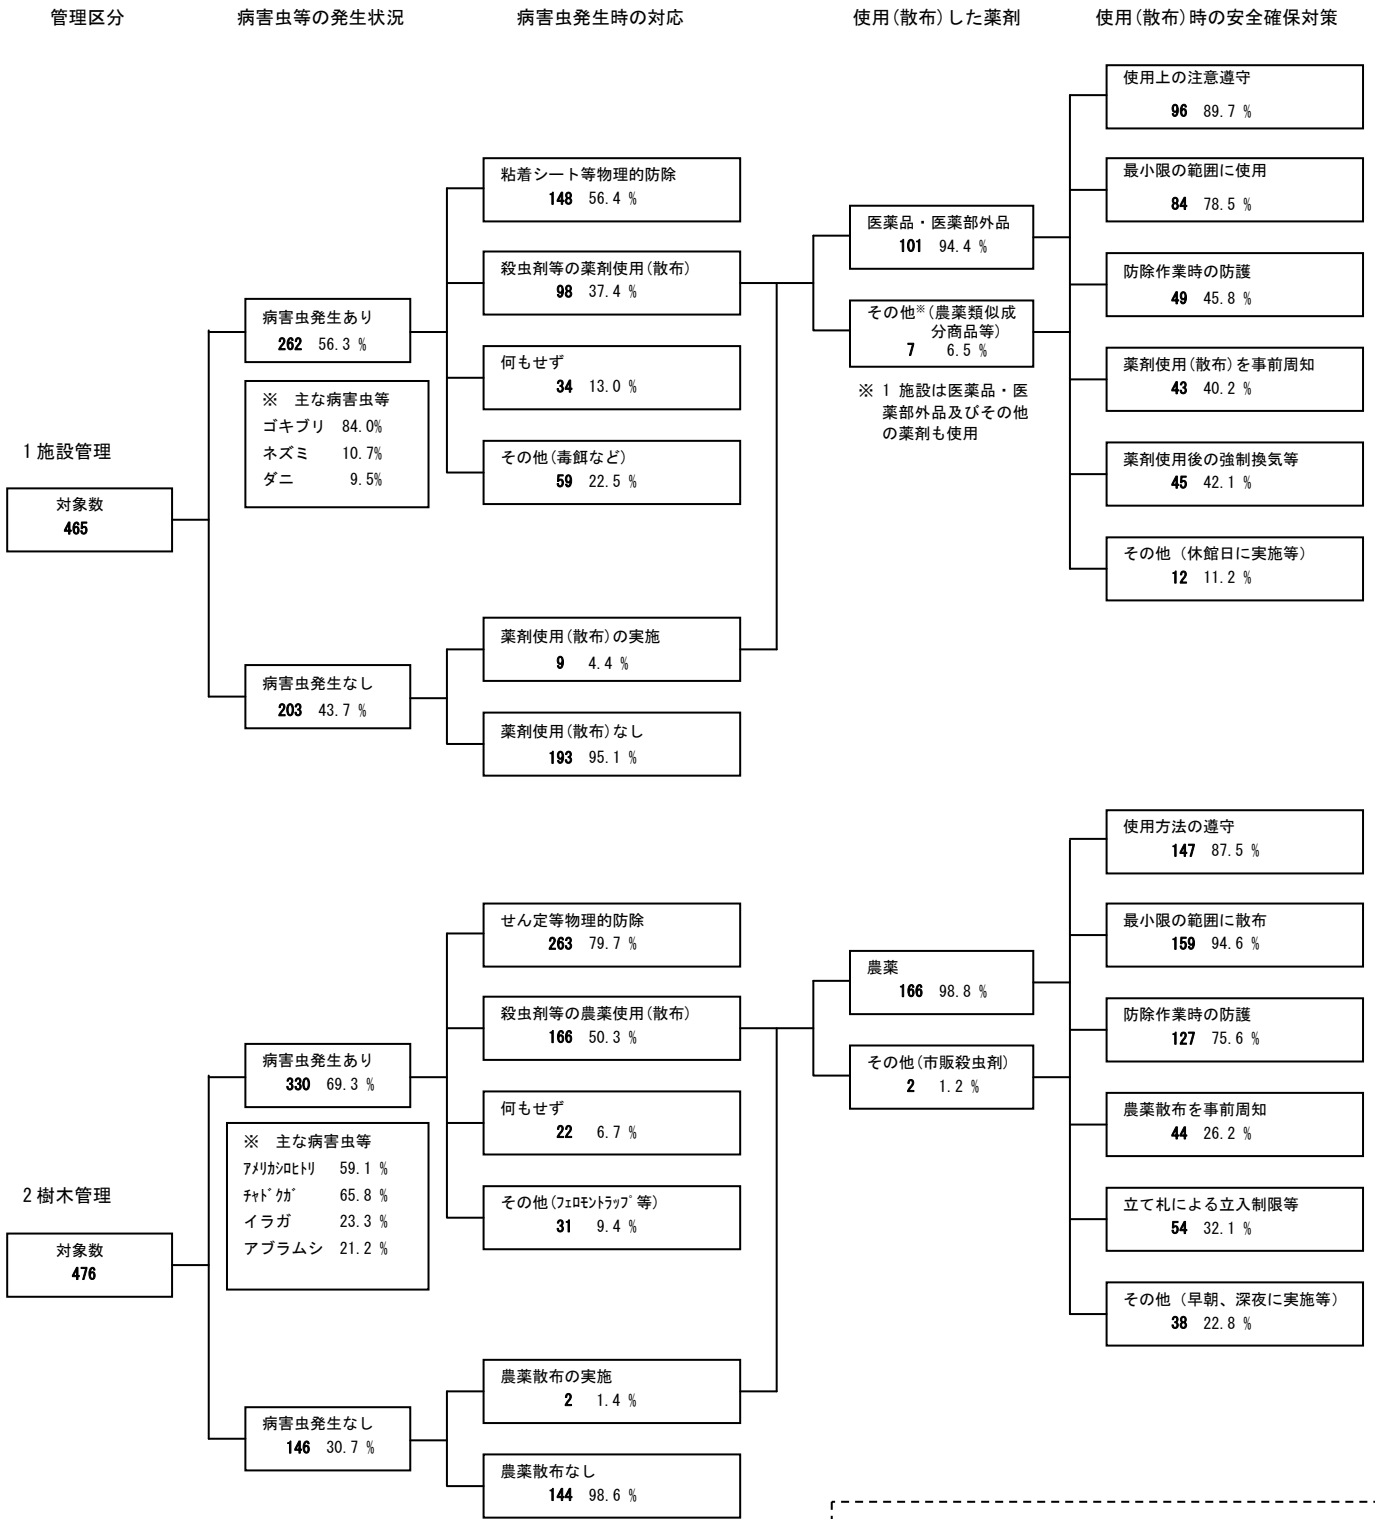 管理区分 病害虫等の発生状況 病害虫発生時の対応 使用(散布)した薬剤 使用(散布)時の安全確保対策
1 施設管理
対象数
465
病害虫発生あり
262 56.3 %
※ 主な病害虫等
ゴキブリ 84.0%
ネズミ 10.7%
ダニ 9.5%
病害虫発生なし
203 43.7 %
粘着シート等物理的防除
148 56.4 %
殺虫剤等の薬剤使用(散布)
98 37.4 %
何もせず
34 13.0 %
その他(毒餌など)
59 22.5 %
薬剤使用(散布)の実施
9 4.4 %
薬剤使用(散布)なし
193 95.1 %
医薬品・医薬部外品
101 94.4 %
その他※(農薬類似成
分商品等)
7 6.5 %
※ 1 施設は医薬品・医
薬部外品及びその他
の薬剤も使用
使用上の注意遵守
96 89.7 %
最小限の範囲に使用
84 78.5 %
防除作業時の防護
49 45.8 %
薬剤使用(散布)を事前周知
43 40.2 %
薬剤使用後の強制換気等
45 42.1 %
その他 (休館日に実施等)
12 11.2 %
2 樹木管理
対象数
476
病害虫発生あり
330 69.3 %
※ 主な病害虫等
ｱﾒﾘｶｼﾛﾋﾄﾘ 59.1 %
ﾁｬﾄﾞｸｶﾞ 65.8 %
イラガ 23.3 %
アブラムシ 21.2 %
病害虫発生なし
146 30.7 %
せん定等物理的防除
263 79.7 %
殺虫剤等の農薬使用(散布)
166 50.3 %
何もせず
22 6.7 %
その他(ﾌｪﾛﾓﾝﾄﾗｯﾌﾟ等)
31 9.4 %
農薬散布の実施
2 1.4 %
農薬散布なし
144 98.6 %
農薬
166 98.8 %
その他(市販殺虫剤)
2 1.2 %
使用方法の遵守
147 87.5 %
最小限の範囲に散布
159 94.6 %
防除作業時の防護
127 75.6 %
農薬散布を事前周知
44 26.2 %
立て札による立入制限等
54 32.1 %
その他 (早朝、深夜に実施等)
38 22.8 %